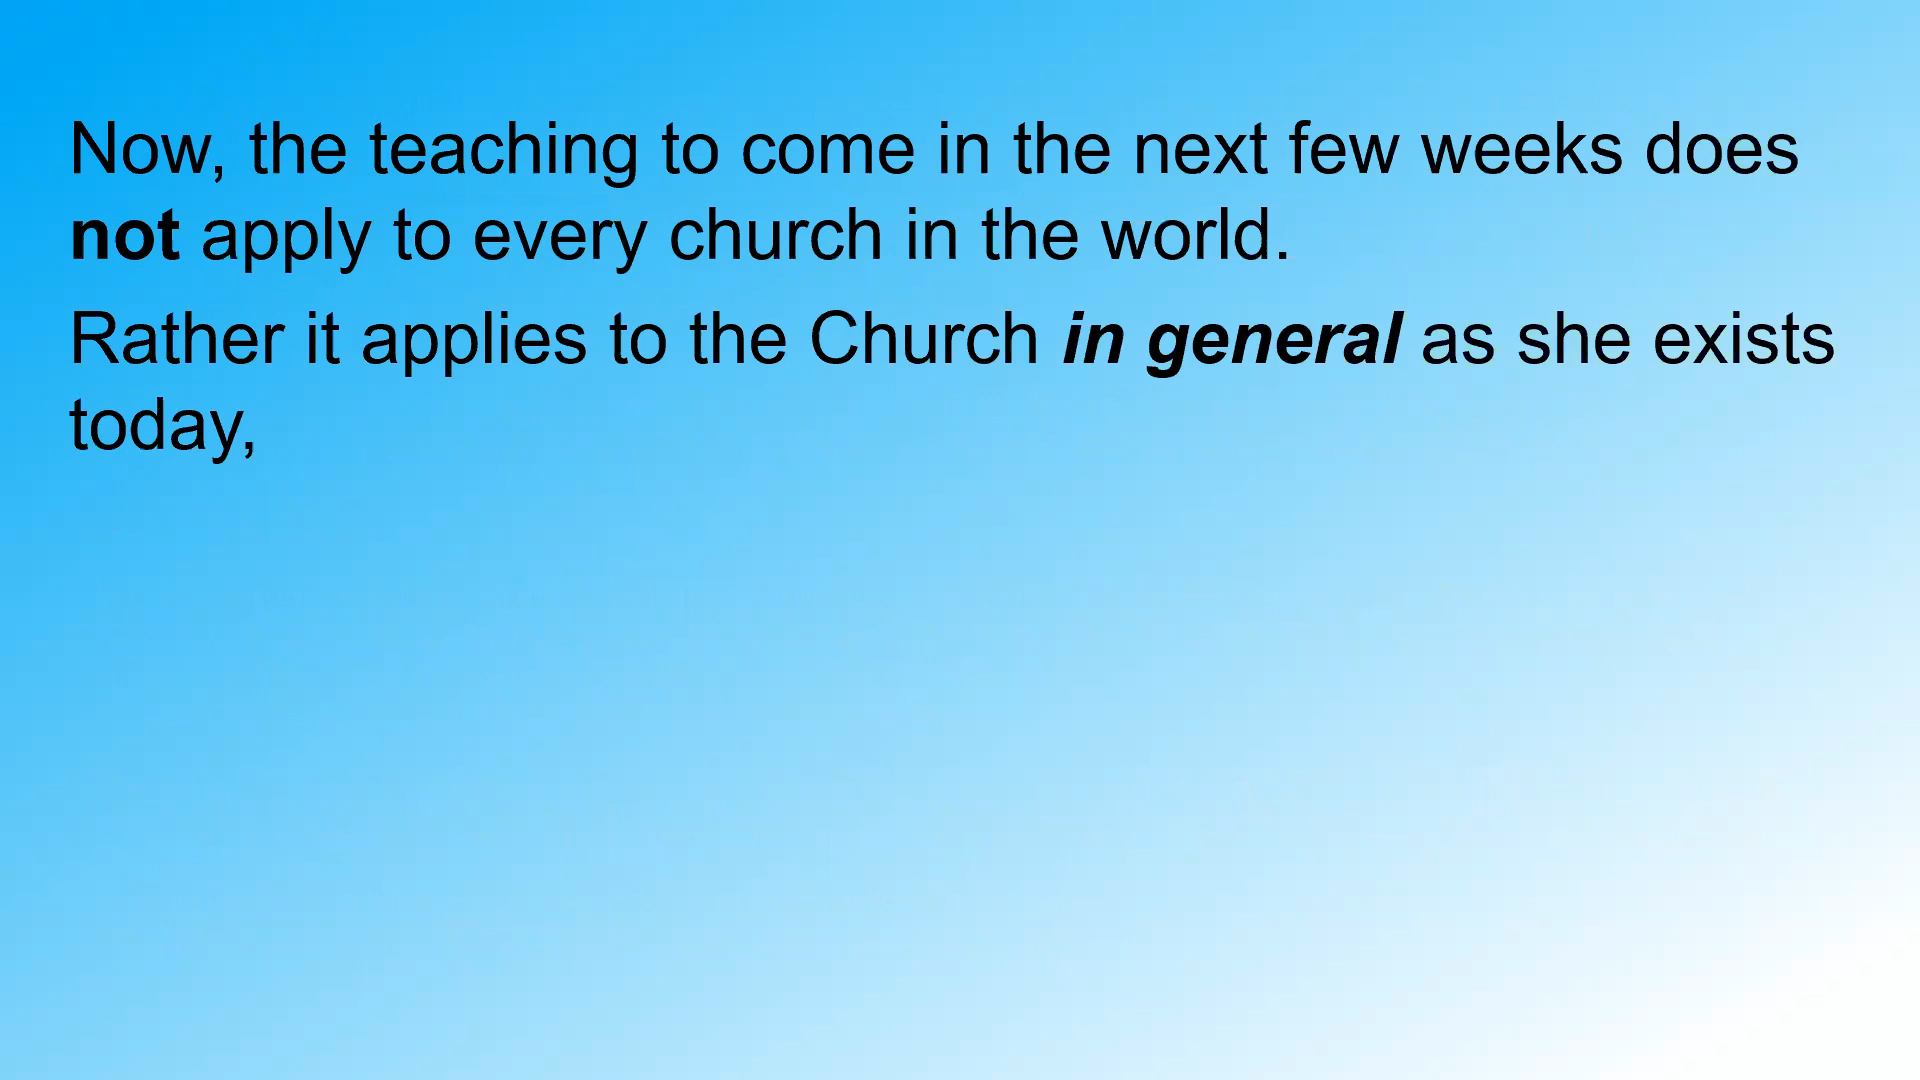 Now, the teaching to come in the next few weeks does
not apply to every church in the world.
Rather it applies to the Church in general as she exists
today,